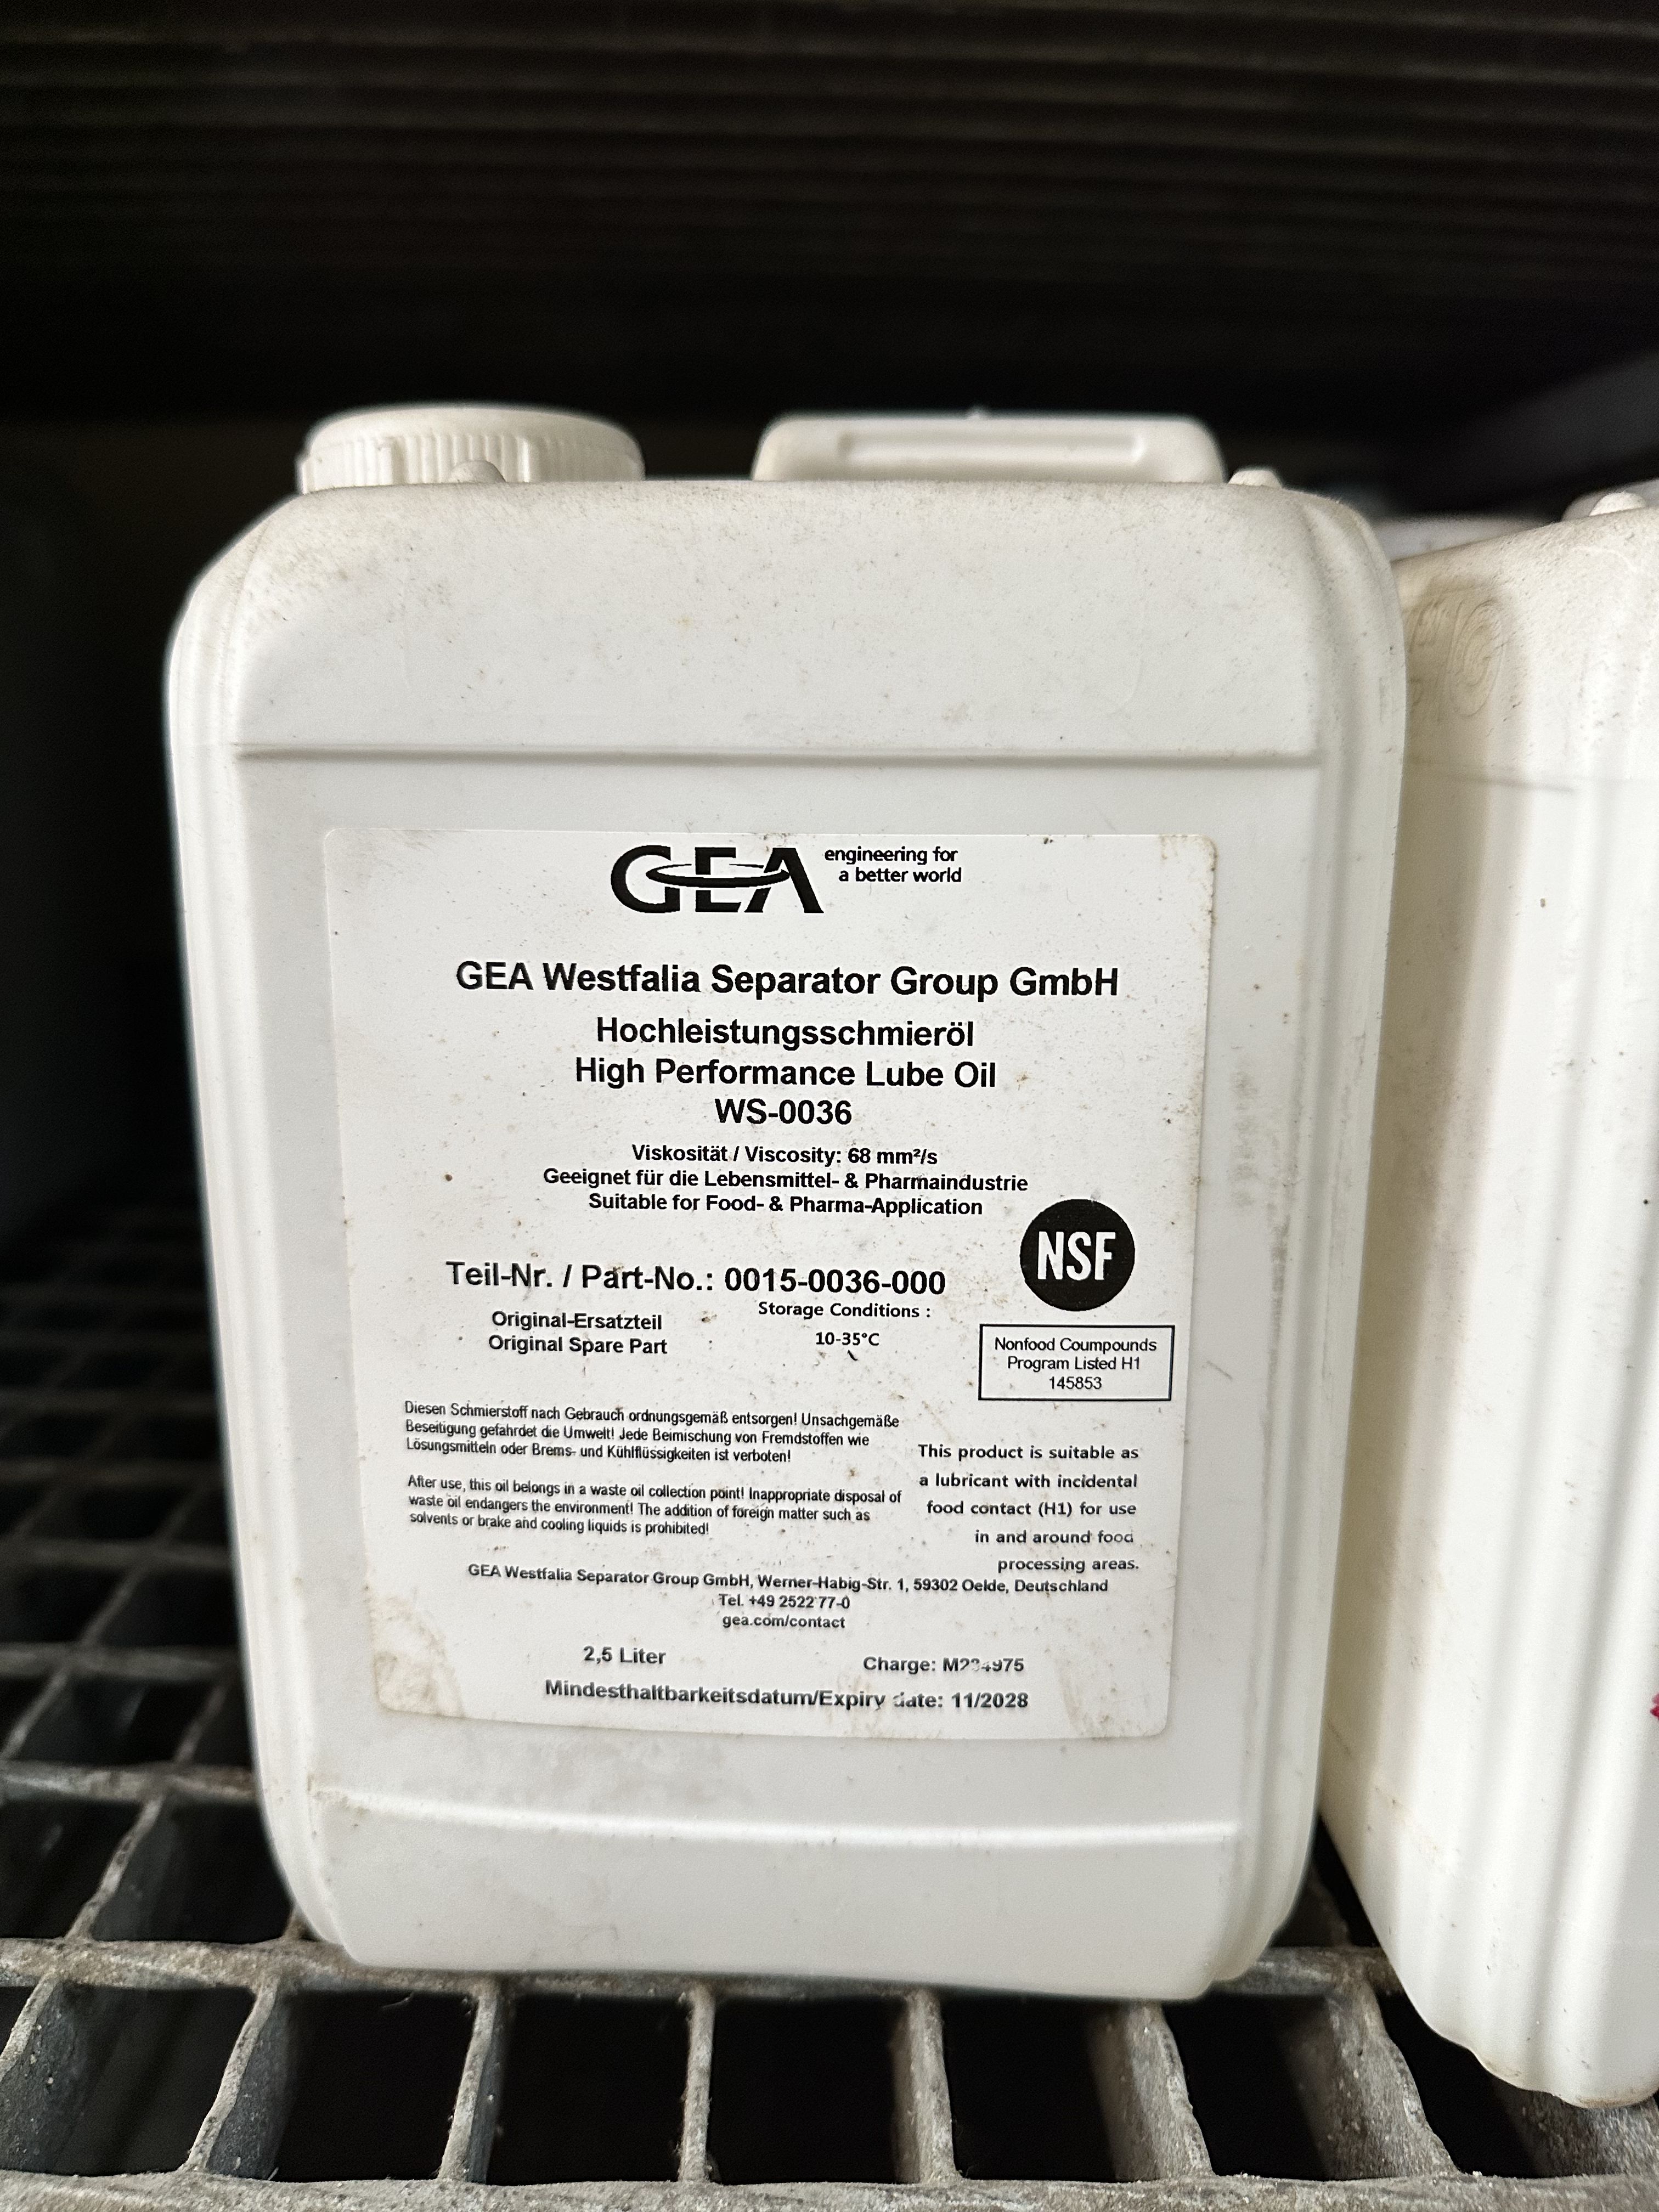 GEA engineering for
a better world
GEA Westfalia Separator Group GmbH
Hochleistungsschmieröl
High Performance Lube Oil
WS-0036
Viskosität / Viscosity: 68 mm²/s
Geeignet für die Lebensmittel- & Pharmaindustrie
Suitable for Food- & Pharma-Application
NSF
Teil-Nr. / Part-No.: 0015-0036-000
Original-Ersatzteil
Original Spare Part
Storage Conditions :
10-35°C
Nonfood Coumpounds
Program Listed H1
145853
Diesen Schmierstoff nach Gebrauch ordnungsgemäß entsorgen! Unsachgemäße
Beseitigung gefährdet die Umwelt! Jede Beimischung von Fremdstoffen wie
Lösungsmitteln oder Brems- und Kühlflüssigkeiten ist verboten!
After use, this oil belongs in a waste oil collection point! Inappropriate disposal of
waste oil endangers the environment! The addition of foreign matter such as
solvents or brake and cooling liquids is prohibited!
This product is suitable as
a lubricant with incidental
food contact (H1) for use
in and around food
processing areas.
GEA Westfalia Separator Group GmbH, Werner-Habig-Str. 1, 59302 Oelde, Deutschland
Tel. +49 2522 77-0
gea.com/contact
2,5 Liter
Charge:
Mindesthaltbarkeitsdatum/Expiry date: 11/2028